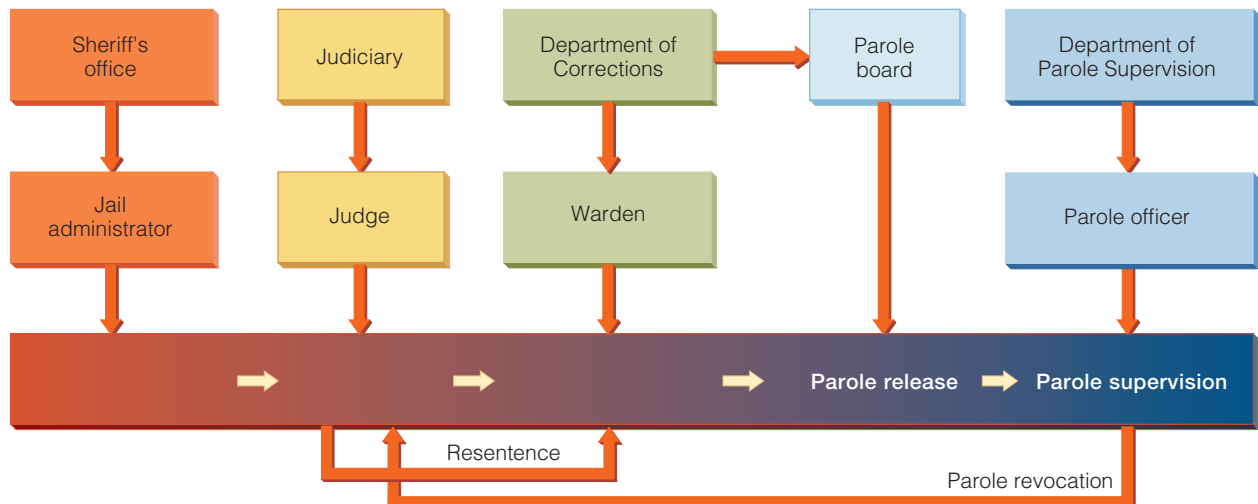 Sheriff's
office
Judiciary
Department of
Corrections
Parole
board
Department of
Parole Supervision
Jail
administrator
Judge
Warden
Parole officer
Parole release
Parole supervision
Resentence
Parole revocation